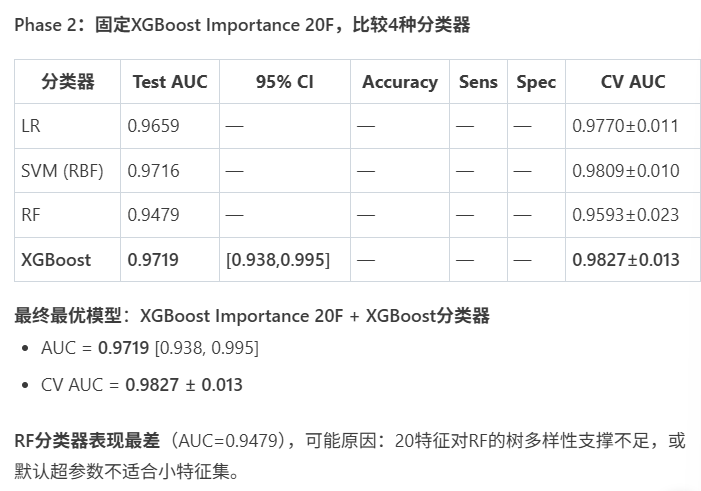 Phase 2：固定XGBoost Importance 20F，比较4种分类器
分类器 Test AUC 95% CI Accuracy Sens Spec CV AUC
LR 0.9659 — — — — 0.9770±0.011
SVM (RBF) 0.9716 — — — — 0.9809±0.010
RF 0.9479 — — — — 0.9593±0.023
XGBoost 0.9719 [0.938,0.995] — — — 0.9827±0.013
最终最优模型：XGBoost Importance 20F + XGBoost分类器
• AUC = 0.9719 [0.938, 0.995]
• CV AUC = 0.9827 ± 0.013
RF分类器表现最差（AUC=0.9479），可能原因：20特征对RF的树多样性支撑不足，或
默认超参数不适合小特征集。